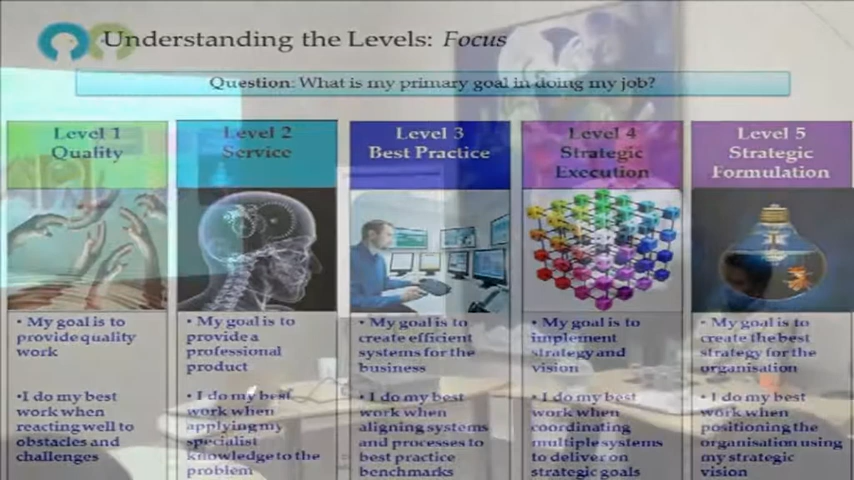 Understanding the Levels: Focus
Question: What is my primary goal in doing my job?
Level 1
Quality
• My goal is to
provide quality
work
•I do my best
work when
reacting well to
obstacles and
challenges
Level 2
Service
• My goal is to
provide a
professional
product
• I do my best
work when
applying my
specialist
knowledge to the
problem
Level 3
Best Practice
• My goal is to
create efficient
systems for the
business
• I do my best
work when
aligning systems
and processes to
best practice
benchmarks
Level 4
Strategic
Execution
• My goal is to
implement
strategy and
vision
• I do my best
work when
coordinating
multiple systems
to deliver on
strategic goals
Level 5
Strategic
Formulation
• My goal is to
create the best
strategy for the
organisation
• I do my best
work when
positioning the
organisation using
my strategic
vision